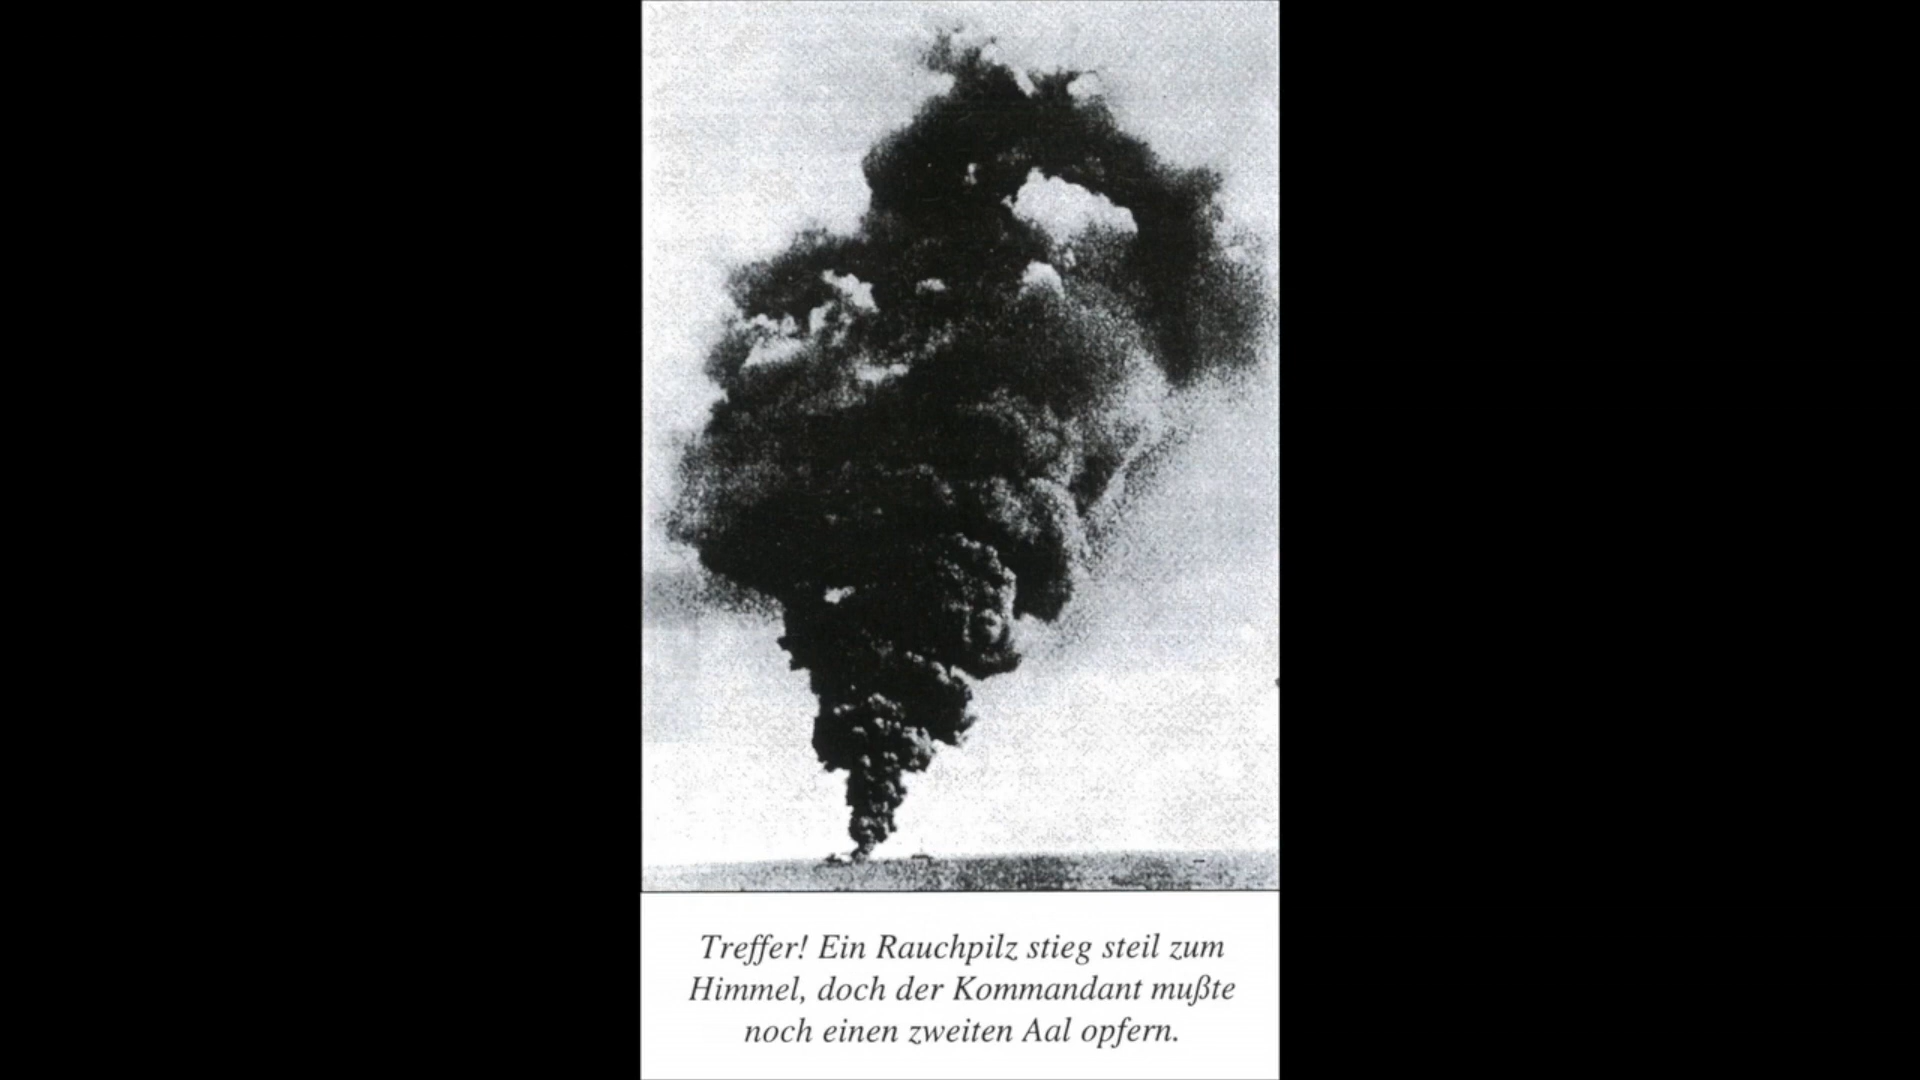 Treffer! Ein Rauchpilz stieg steil zum
Himmel, doch der Kommandant mußte
noch einen zweiten Aal opfern.